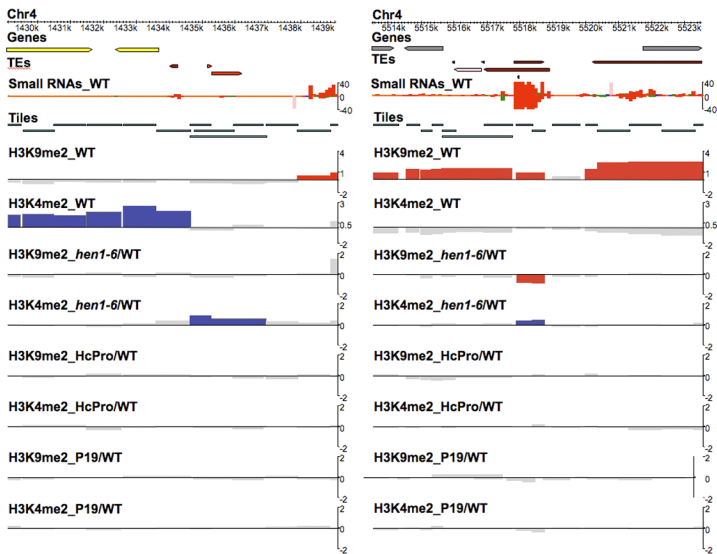 Chr4
1430k 1431k 1432k 1433k 1434k 1435k 1436k 1437k 1438k 1439k
Genes
TEs
Small RNAs_WT
40
0
-40
Tiles
H3K9me2_WT
4
1
-2
H3K4me2_WT
3
0.5
-2
H3K9me2_hen1-6/WT
2
0
-2
H3K4me2_hen1-6/WT
2
0
-2
H3K9me2_HcPro/WT
2
0
-2
H3K4me2_HcPro/WT
2
0
-2
H3K9me2_P19/WT
2
0
-2
H3K4me2_P19/WT
2
0
-2
Chr4
5514k 5515k 5516k 5517k 5518k 5519k 5520k 5521k 5522k 5523k
Genes
TEs
Small RNAs_WT
40
0
-40
Tiles
H3K9me2_WT
4
1
-2
H3K4me2_WT
3
0.5
-2
H3K9me2_hen1-6/WT
2
0
-2
H3K4me2_hen1-6/WT
2
0
-2
H3K9me2_HcPro/WT
2
0
-2
H3K4me2_HcPro/WT
2
0
-2
H3K9me2_P19/WT
2
0
-2
H3K4me2_P19/WT
2
0
-2